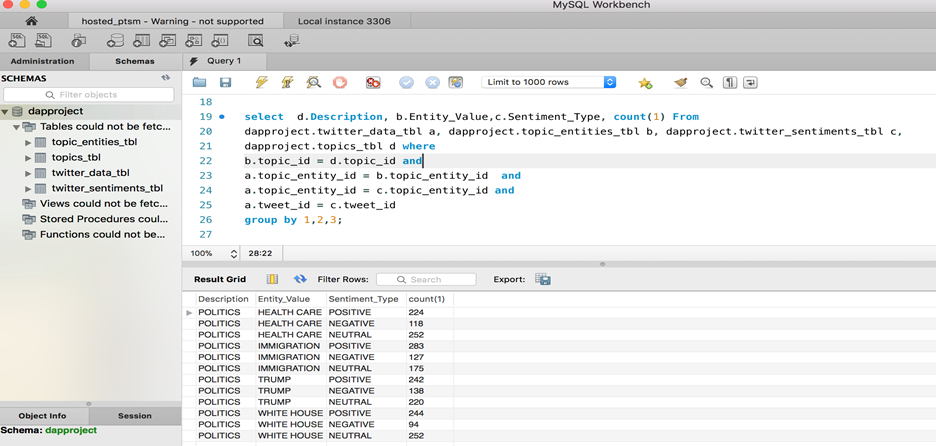 MySQL Workbench
hosted_ptsm - Warning - not supported
Local instance 3306
Administration
Schemas
Query 1
SCHEMAS
Filter objects
dapproject
Tables could not be fetc...
topic_entities_tbl
topics_tbl
twitter_data_tbl
twitter_sentiments_tbl
Views could not be fetc...
Stored Procedures coul...
Functions could not be...
Object Info
Session
Schema: dapproject
Limit to 1000 rows
18
19 select d.Description, b.Entity_Value,c.Sentiment_Type, count(1) From
20 dapproject.twitter_data_tbl a, dapproject.topic_entities_tbl b, dapproject.twitter_sentiments_tbl c,
21 dapproject.topics_tbl d where
22 b.topic_id = d.topic_id and
23 a.topic_entity_id = b.topic_entity_id and
24 a.topic_entity_id = c.topic_entity_id and
25 a.tweet_id = c.tweet_id
26 group by 1,2,3;
27
100% 28:22
Result Grid Filter Rows: Search Export:
Description Entity_Value Sentiment_Type count(1)
POLITICS HEALTH CARE POSITIVE 224
POLITICS HEALTH CARE NEGATIVE 118
POLITICS HEALTH CARE NEUTRAL 252
POLITICS IMMIGRATION POSITIVE 283
POLITICS IMMIGRATION NEGATIVE 127
POLITICS IMMIGRATION NEUTRAL 175
POLITICS TRUMP POSITIVE 242
POLITICS TRUMP NEGATIVE 138
POLITICS TRUMP NEUTRAL 220
POLITICS WHITE HOUSE POSITIVE 244
POLITICS WHITE HOUSE NEGATIVE 94
POLITICS WHITE HOUSE NEUTRAL 252